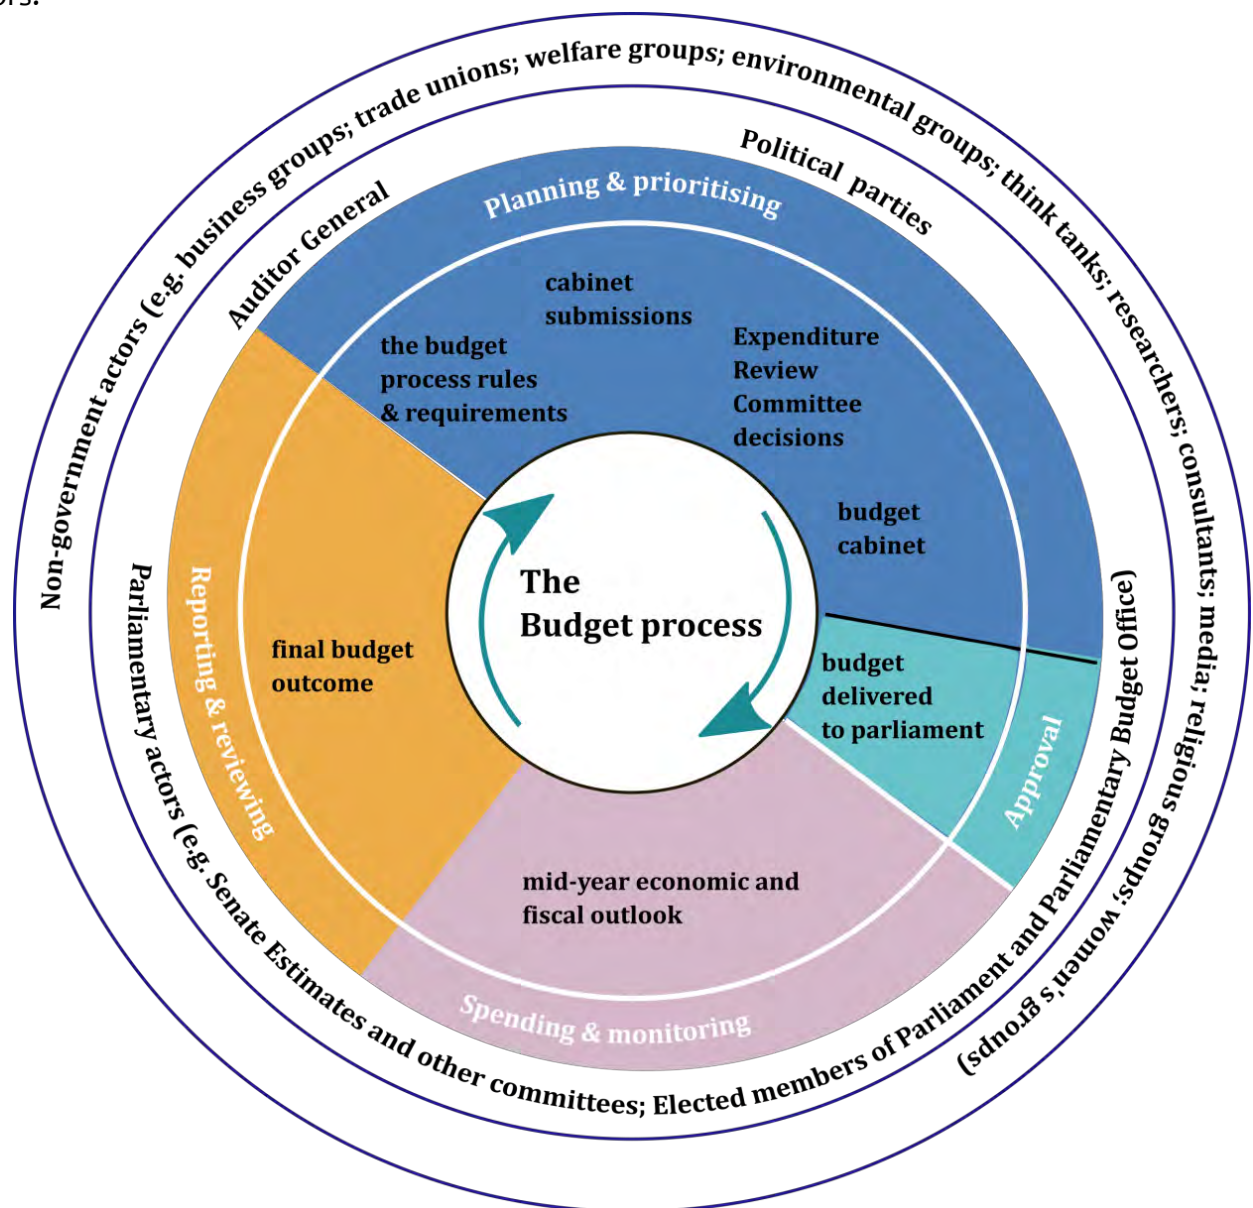 ors.
Non-government actors (e.g. business groups; trade unions; welfare groups; environmental groups; think tanks; researchers; consultants; media; religious groups; women's groups)
Auditor General
Political parties
Parliamentary actors (e.g. Senate Estimates and other committees; Elected members of Parliament and Parliamentary Budget Office)
Planning & prioritising
cabinet
submissions
the budget
process rules
& requirements
Expenditure
Review
Committee
decisions
budget
cabinet
The
Budget process
budget
delivered
to parliament
Approval
mid-year economic and
fiscal outlook
Spending & monitoring
final budget
outcome
Reporting & reviewing